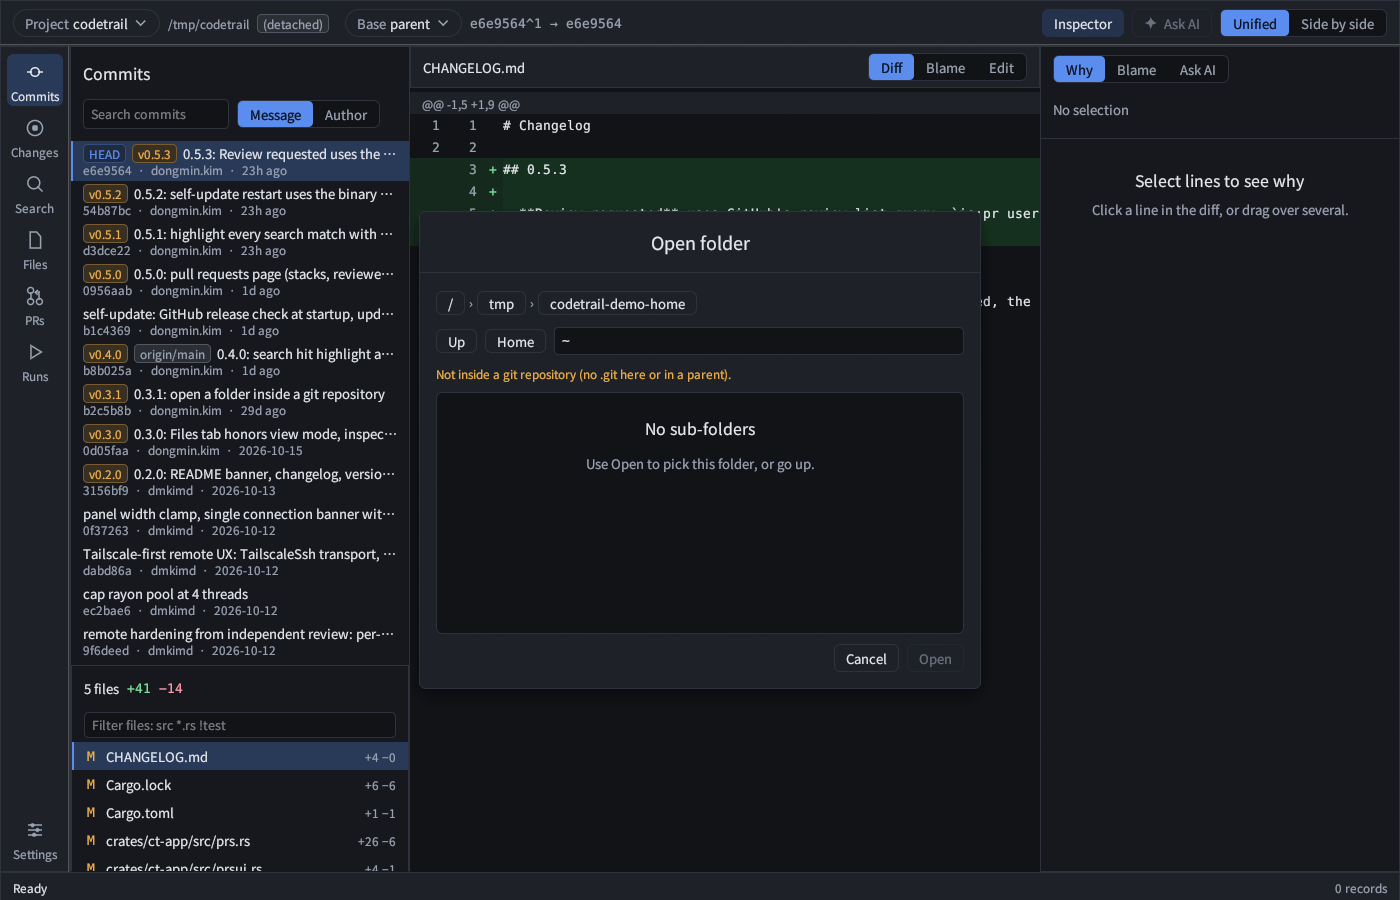 Project codetrail
/tmp/codetrail
(detached)
Base parent
e6e9564^1 → e6e9564
Inspector
Ask AI
Unified
Side by side
Commits
Changes
Search
Files
PRs
Runs
Settings
Commits
Search commits
Message
Author
HEAD v0.5.3 0.5.3: Review requested uses the ···
e6e9564 · dongmin.kim · 23h ago
v0.5.2 0.5.2: self-update restart uses the binary ···
54b87bc · dongmin.kim · 23h ago
v0.5.1 0.5.1: highlight every search match with ···
d3dce22 · dongmin.kim · 23h ago
v0.5.0 0.5.0: pull requests page (stacks, reviewe···
0956aab · dongmin.kim · 1d ago
self-update: GitHub release check at startup, upd···
b1c4369 · dongmin.kim · 1d ago
v0.4.0 origin/main 0.4.0: search hit highlight a···
b8b025a · dongmin.kim · 1d ago
v0.3.1 0.3.1: open a folder inside a git repository
b2c5b8b · dongmin.kim · 29d ago
v0.3.0 0.3.0: Files tab honors view mode, inspec···
0d05faa · dongmin.kim · 2026-10-15
v0.2.0 0.2.0: README banner, changelog, versio···
3156bf9 · dmkimd · 2026-10-13
panel width clamp, single connection banner wit···
0f37263 · dmkimd · 2026-10-12
Tailscale-first remote UX: TailscaleSsh transport, ···
dabd86a · dmkimd · 2026-10-12
cap rayon pool at 4 threads
ec2bae6 · dmkimd · 2026-10-12
remote hardening from independent review: per-···
9f6deed · dmkimd · 2026-10-12
5 files +41 −14
Filter files: src *.rs !test
M CHANGELOG.md +4 −0
M Cargo.lock +6 −6
M Cargo.toml +1 −1
M crates/ct-app/src/prs.rs +26 −6
M crates/ct-app/src/prsui.rs +4 −1
CHANGELOG.md
Diff
Blame
Edit
@@ -1,5 +1,9 @@
1 1 # Changelog
2 2
3 + ## 0.5.3
4 +
ed, the
Open folder
/ › tmp › codetrail-demo-home
Up
Home
~
Not inside a git repository (no .git here or in a parent).
No sub-folders
Use Open to pick this folder, or go up.
Cancel
Open
Why
Blame
Ask AI
No selection
Select lines to see why
Click a line in the diff, or drag over several.
Ready
0 records